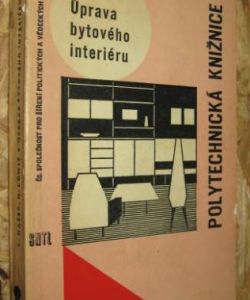 Úprava
bytového
interiéru
POLYTECHNICKÁ KNIŽNICE
ČS. SPOLEČNOST PRO ŠÍŘENÍ POLITICKÝCH A VĚDECKÝCH
SNTL